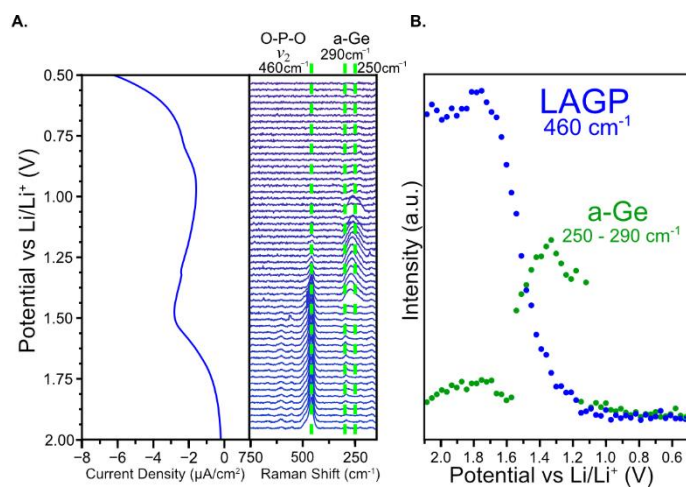 A.
O-P-O
ν₂
460cm⁻¹
a-Ge
290cm⁻¹
250cm⁻¹
Potential vs Li/Li⁺ (V)
0.50
0.75
1.00
1.25
1.50
1.75
2.00
-8 -6 -4 -2 0
Current Density (μA/cm²)
750 500 250
Raman Shift (cm⁻¹)
B.
LAGP
460 cm⁻¹
a-Ge
250 - 290 cm⁻¹
Intensity (a.u.)
2.0 1.8 1.6 1.4 1.2 1.0 0.8 0.6
Potential vs Li/Li⁺ (V)